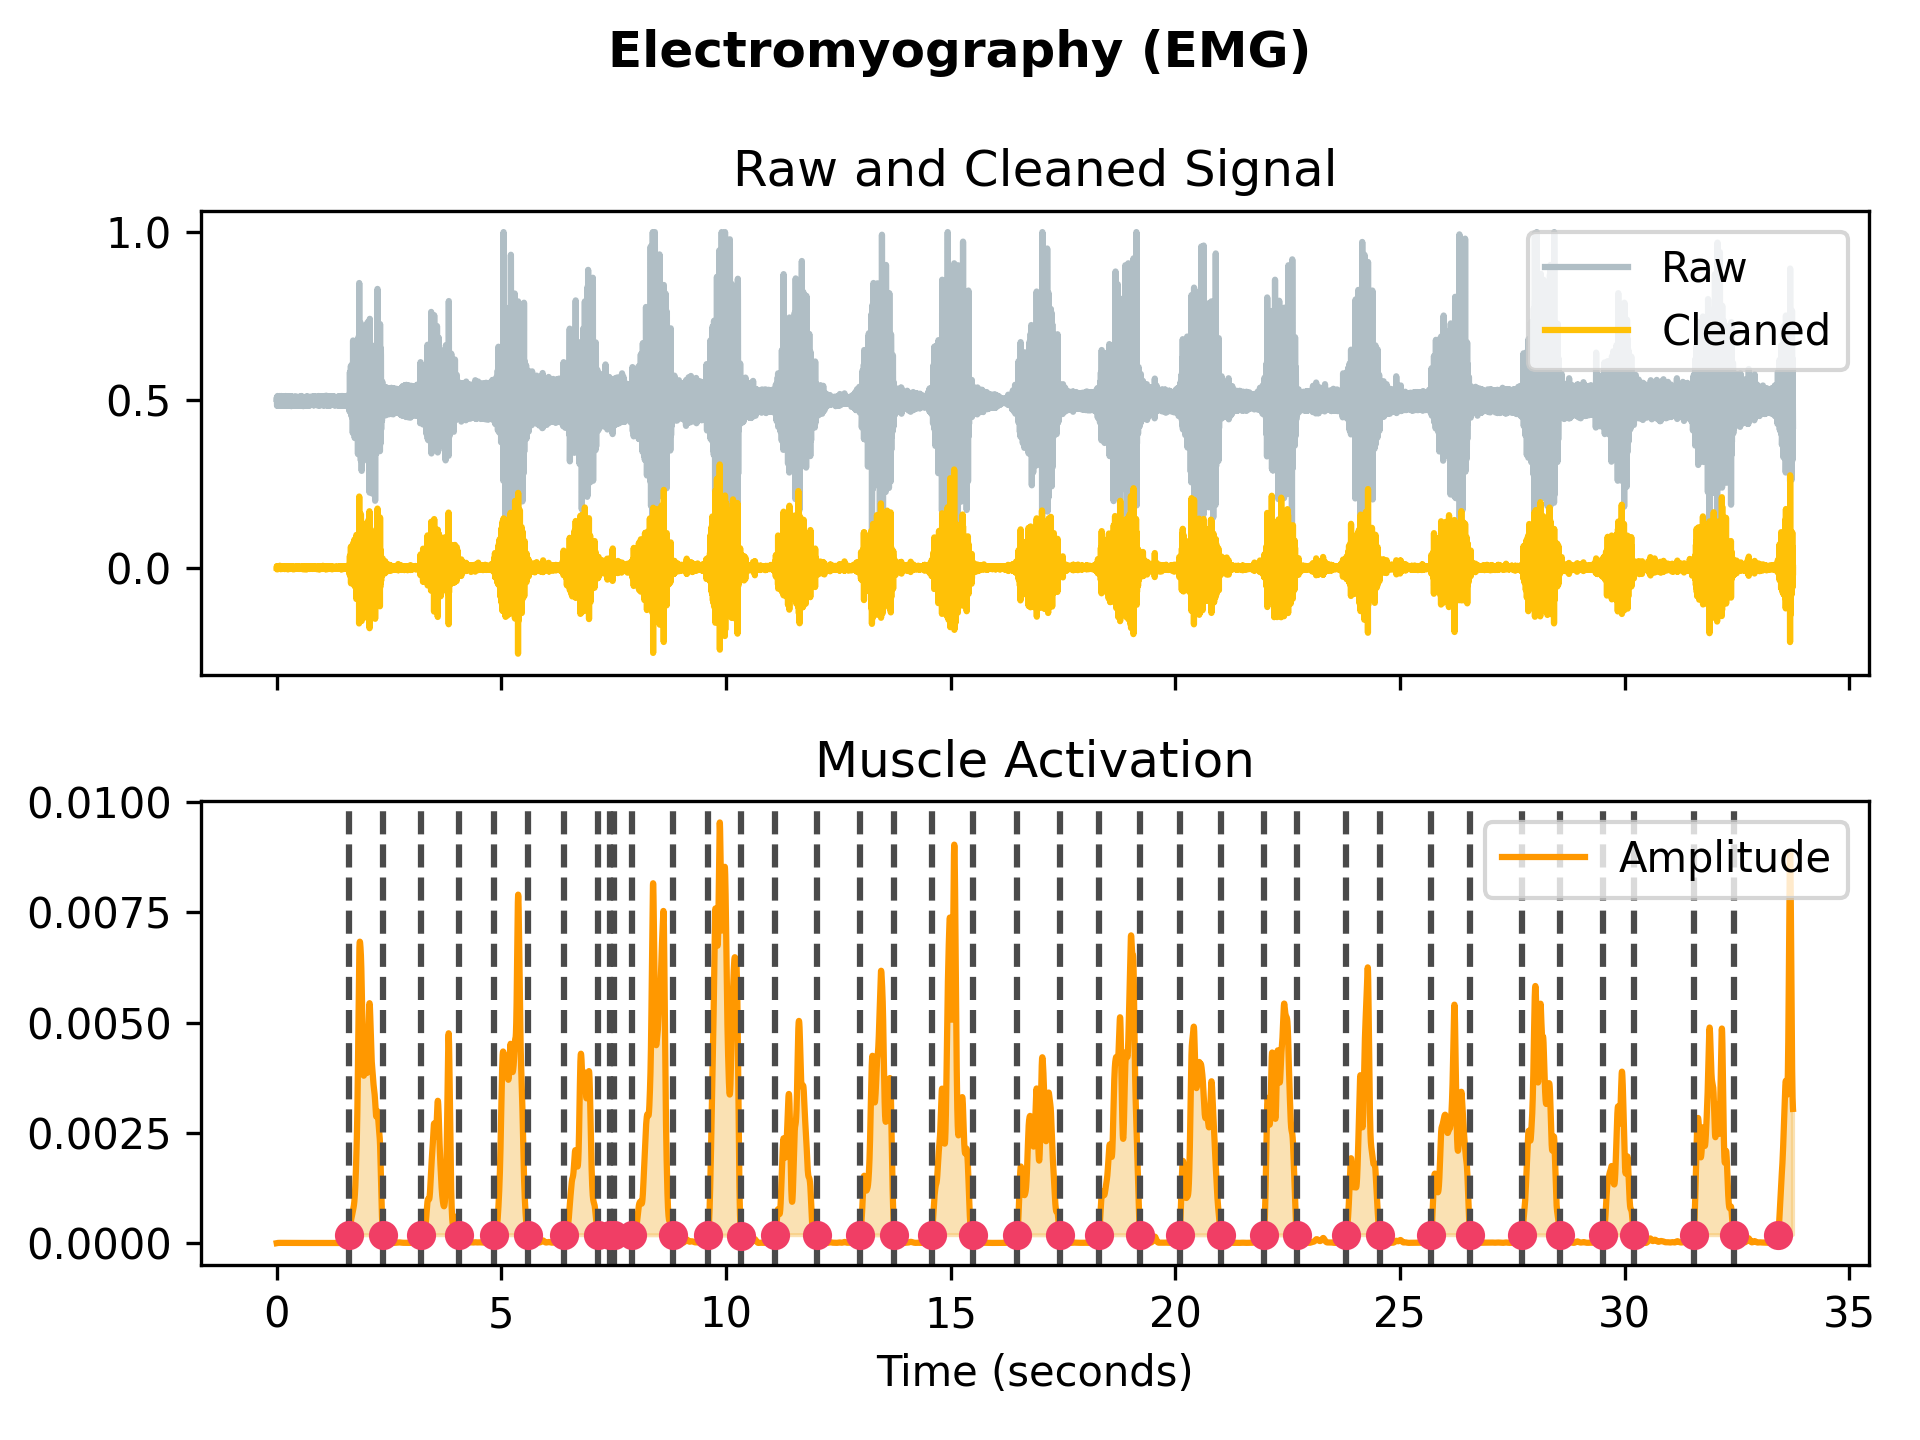 Electromyography (EMG)
Raw and Cleaned Signal
1.0
0.5
0.0
Raw
Cleaned
Muscle Activation
0.0100
0.0075
0.0050
0.0025
0.0000
Amplitude
0 5 10 15 20 25 30 35
Time (seconds)